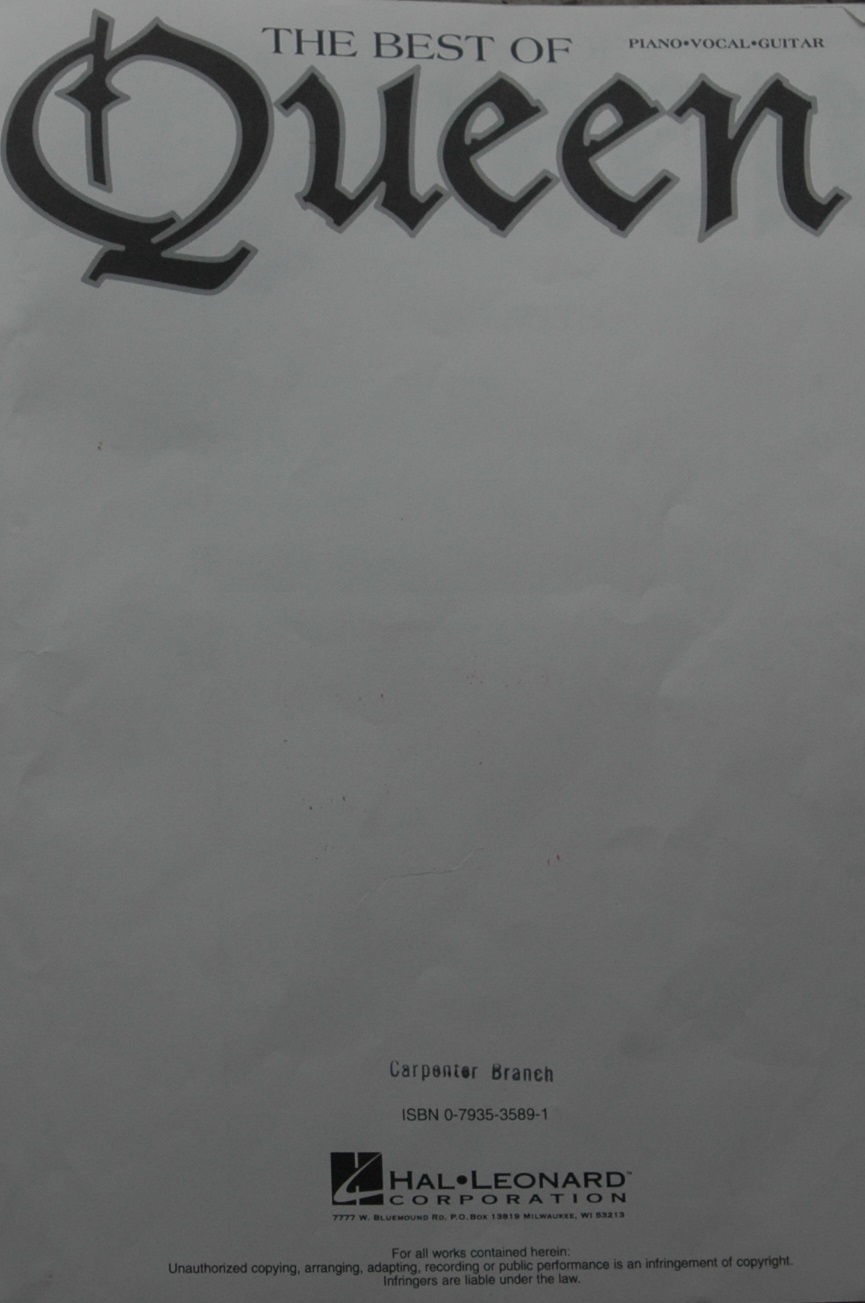 THE BEST OF
PIANO•VOCAL•GUITAR
Queen
Carpenter Branch
ISBN 0-7935-3589-1
HAL•LEONARD™
CORPORATION
7777 W. BLUEMOUND RD. P.O. BOX 13819 MILWAUKEE, WI 53213
For all works contained herein:
Unauthorized copying, arranging, adapting, recording or public performance is an infringement of copyright.
Infringers are liable under the law.